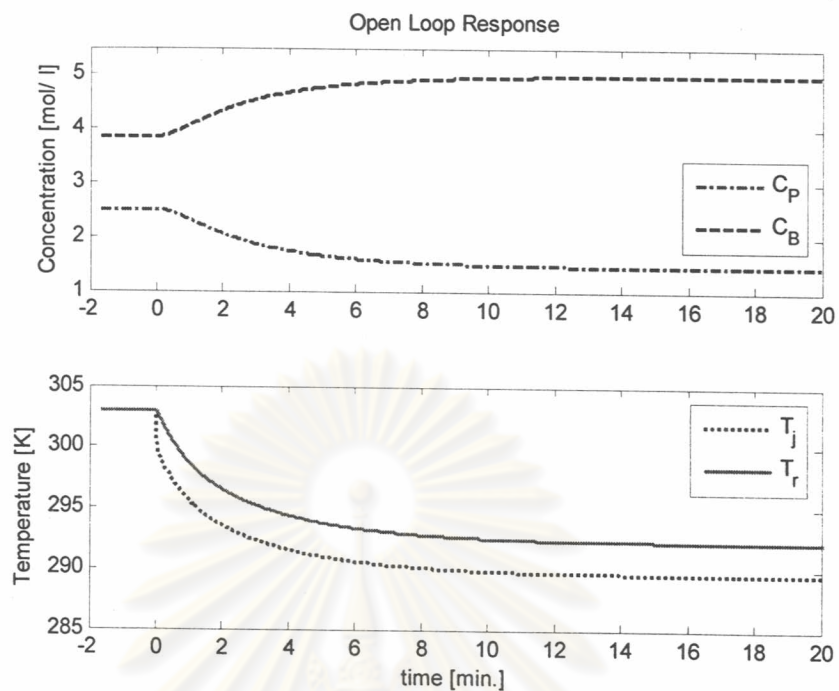 Open Loop Response
Concentration [mol/ l]
5
4
3
2
1
-2 0 2 4 6 8 10 12 14 16 18 20
C_P
C_B
Temperature [K]
305
300
295
290
285
-2 0 2 4 6 8 10 12 14 16 18 20
T_j
T_r
time [min.]